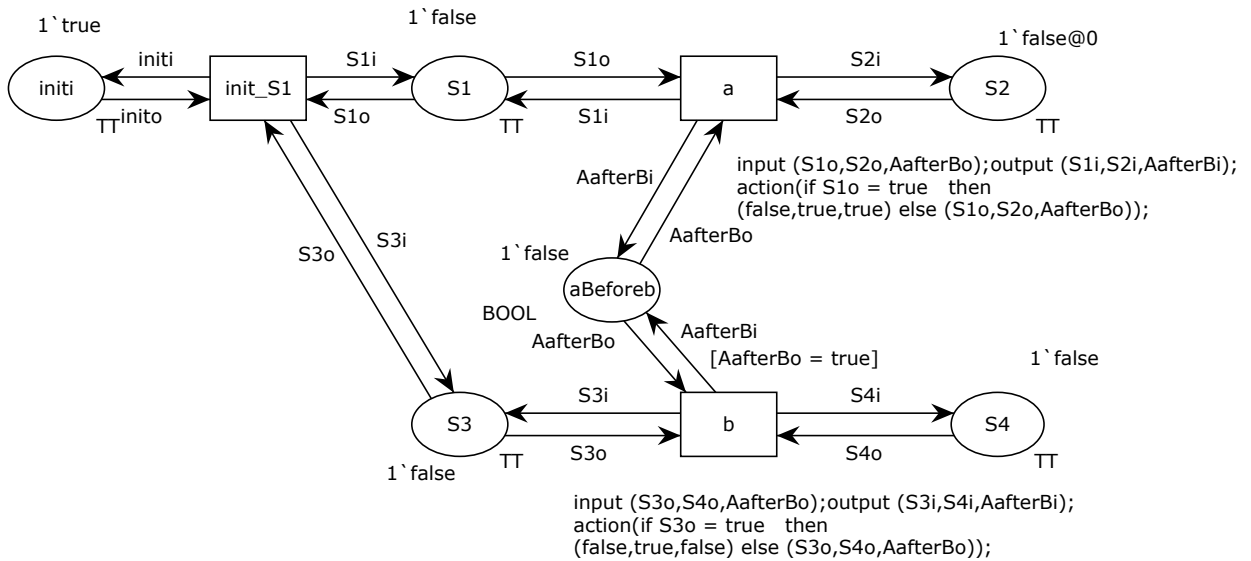 1`true
1`false
1`false@0
initi
S1i
S1o
S2i
initi
init_S1
S1
a
S2
inito
S1o
S1i
S2o
TT
TT
TT
input (S1o,S2o,AafterBo);output (S1i,S2i,AafterBi);
action(if S1o = true then
(false,true,true) else (S1o,S2o,AafterBo));
AafterBi
AafterBo
S3o
S3i
1`false
aBeforeb
BOOL
AafterBo
AafterBi
[AafterBo = true]
1`false
S3i
S4i
S3
b
S4
S3o
S4o
TT
TT
1`false
input (S3o,S4o,AafterBo);output (S3i,S4i,AafterBi);
action(if S3o = true then
(false,true,false) else (S3o,S4o,AafterBo));